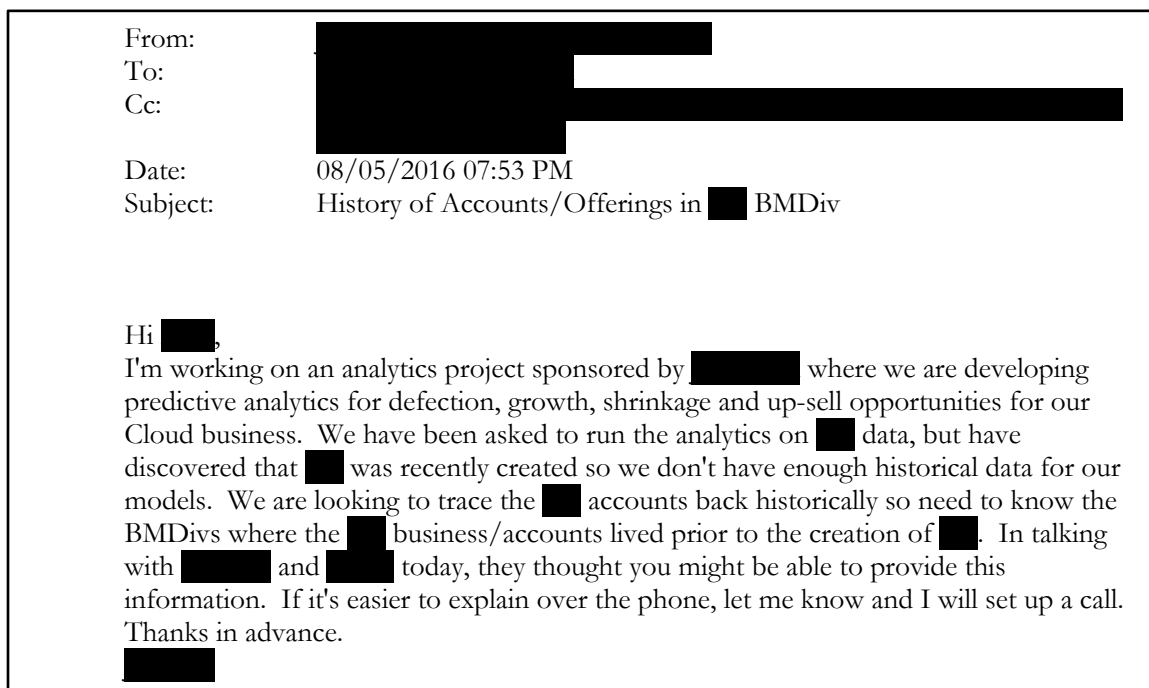 From:
To:
Cc:
Date: 08/05/2016 07:53 PM
Subject: History of Accounts/Offerings in BMDiv
Hi ,
I'm working on an analytics project sponsored by where we are developing
predictive analytics for defection, growth, shrinkage and up-sell opportunities for our
Cloud business. We have been asked to run the analytics on data, but have
discovered that was recently created so we don't have enough historical data for our
models. We are looking to trace the accounts back historically so need to know the
BMDivs where the business/accounts lived prior to the creation of . In talking
with and today, they thought you might be able to provide this
information. If it's easier to explain over the phone, let me know and I will set up a call.
Thanks in advance.